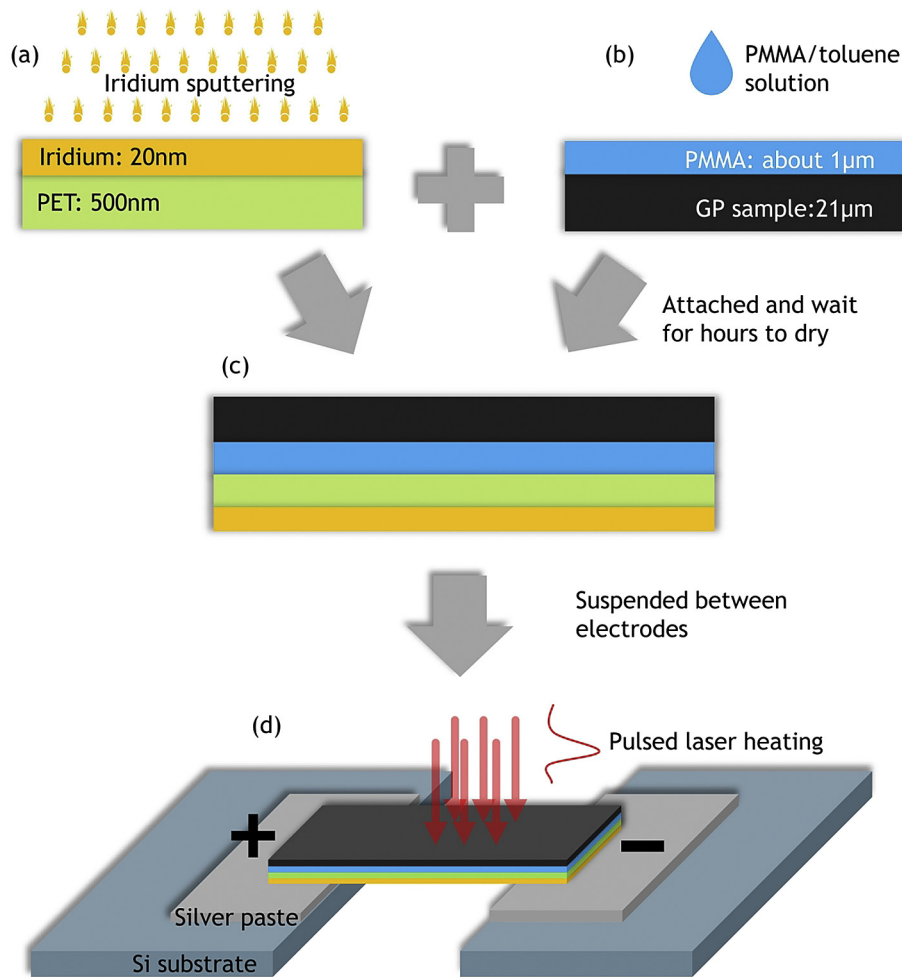 (a)
Iridium sputtering
Iridium: 20nm
PET: 500nm
(b)
PMMA/toluene
solution
PMMA: about 1μm
GP sample:21μm
Attached and wait
for hours to dry
(c)
Suspended between
electrodes
(d)
Pulsed laser heating
+
−
Silver paste
Si substrate